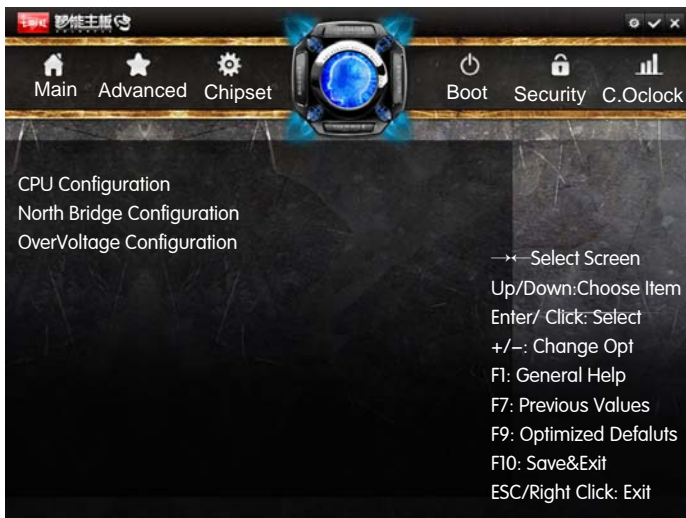 智能主板
Main Advanced Chipset Boot Security C.Oclock
CPU Configuration
North Bridge Configuration
OverVoltage Configuration
→←Select Screen
Up/Down:Choose Item
Enter/ Click: Select
+/-: Change Opt
F1: General Help
F7: Previous Values
F9: Optimized Defaluts
F10: Save&Exit
ESC/Right Click: Exit